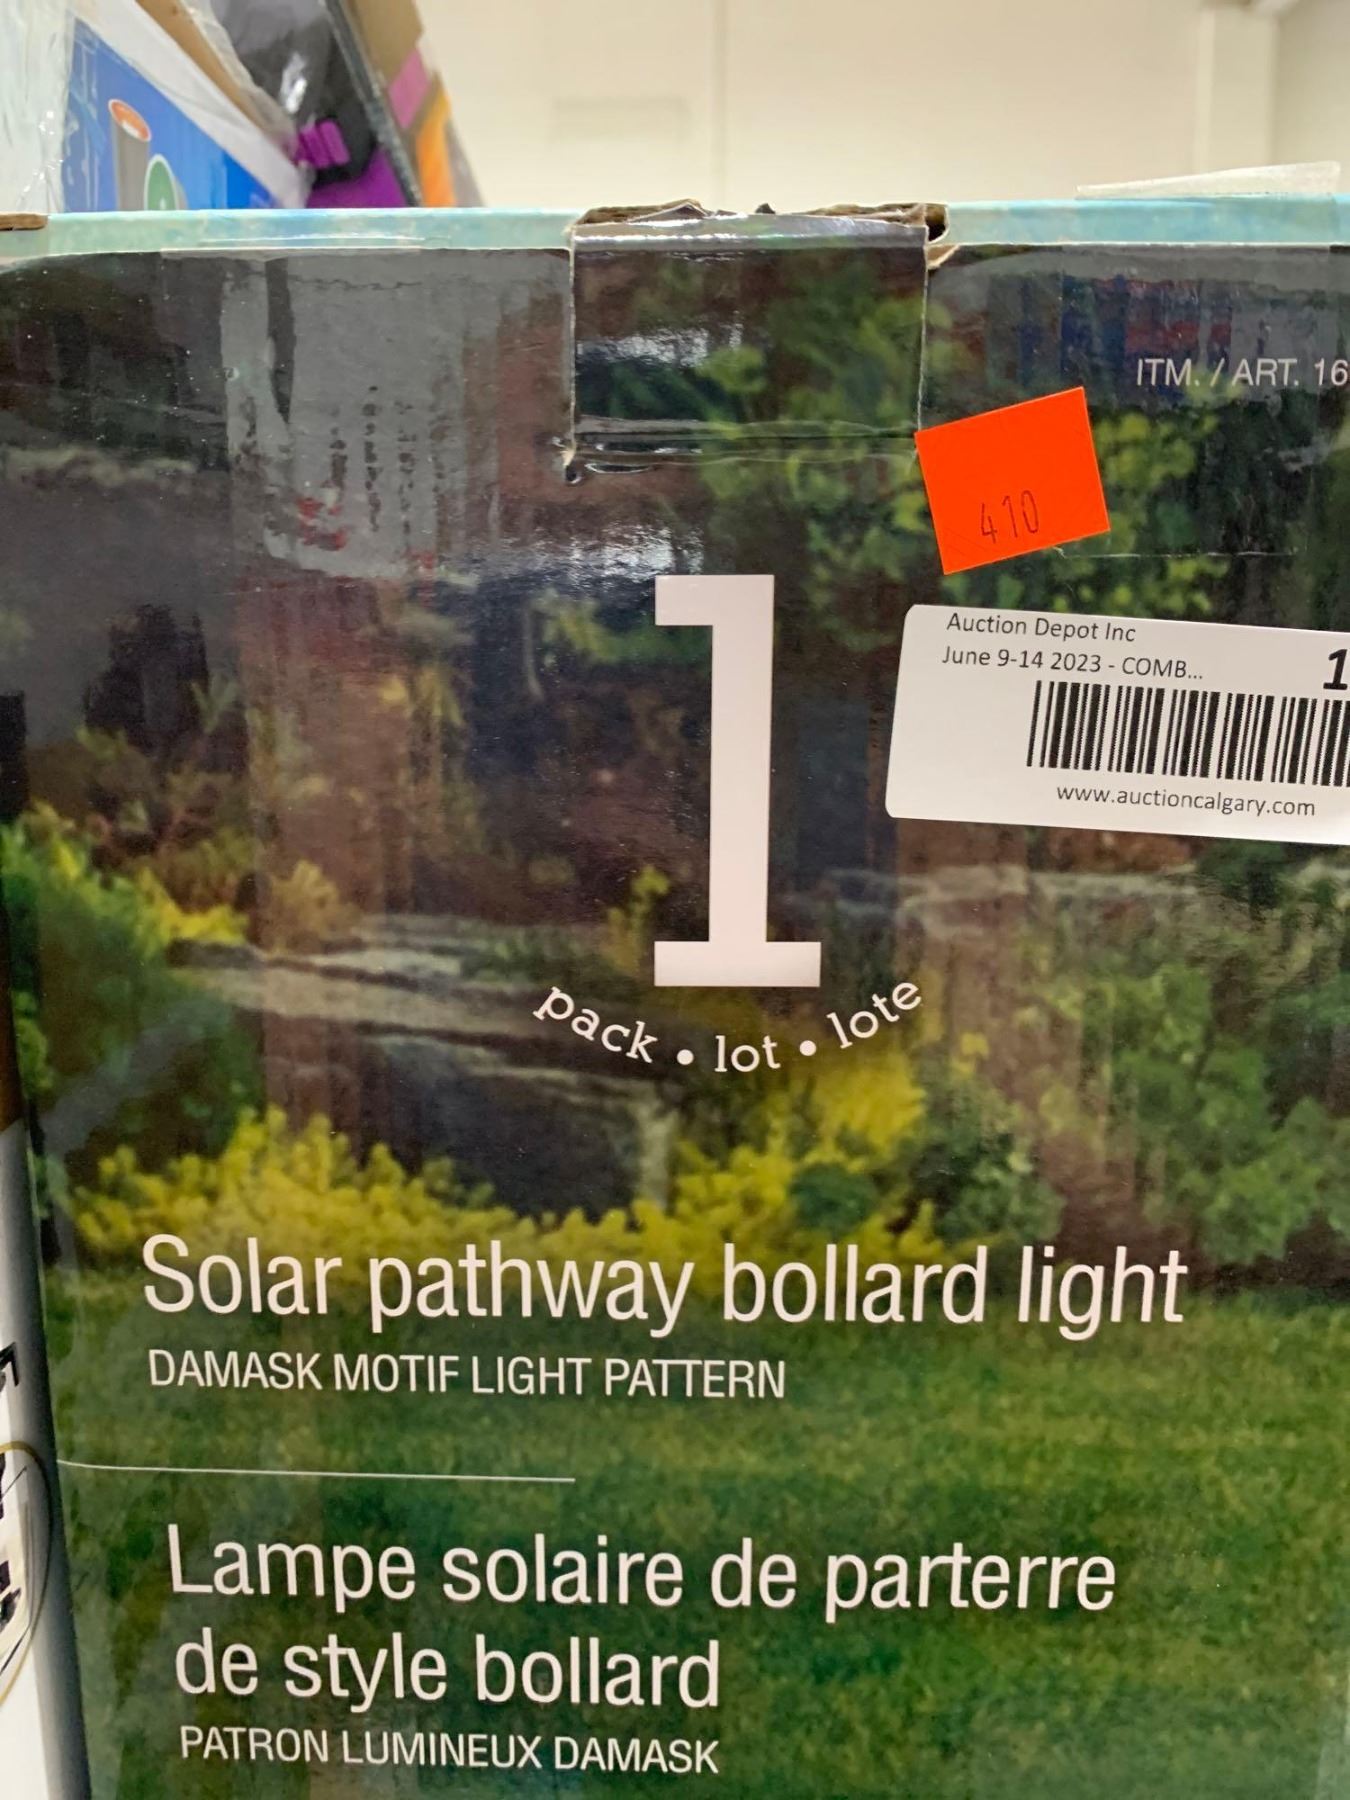 ITM. / ART. 16
410
Auction Depot Inc
June 9-14 2023 - COMB...
1
www.auctioncalgary.com
1
pack • lot • lote
Solar pathway bollard light
DAMASK MOTIF LIGHT PATTERN
Lampe solaire de parterre
de style bollard
PATRON LUMINEUX DAMASK